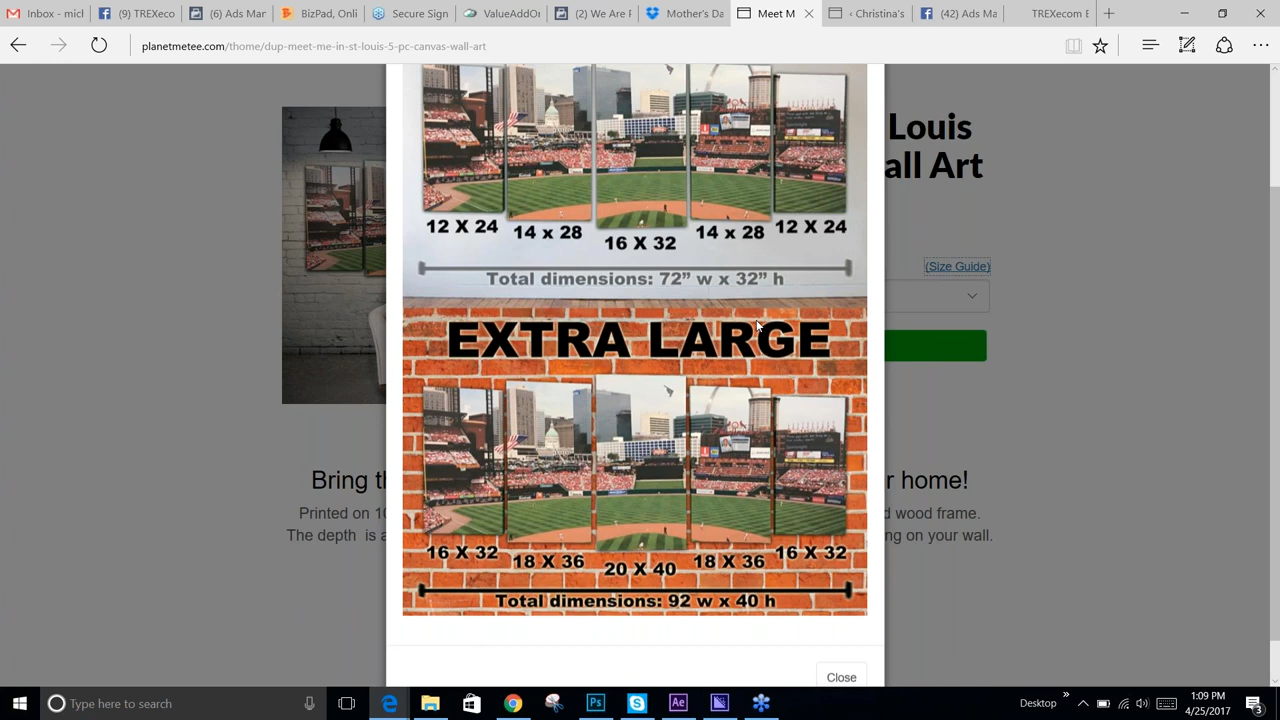 Inbox - micl
(9) TREXeco
(6) Ads Mar
BizPad, Onli
Secure Sign
ValueAddO
(2) We Are F
Mother's Da
Meet M
‹ Christina's
(42) Ads Ma
TREXecom E
planetmetee.com/thome/dup-meet-me-in-st-louis-5-pc-canvas-wall-art
Louis
all Art
12 X 24 14 x 28 16 X 32 14 x 28 12 X 24
Total dimensions: 72” w x 32” h
(Size Guide)
EXTRA LARGE
16 X 32 18 X 36 20 X 40 18 X 36 16 X 32
Total dimensions: 92 w x 40 h
Bring th
r home!
Printed on 10
d wood frame.
The depth is a
ng on your wall.
Close
Type here to search
Desktop
1:09 PM
4/25/2017